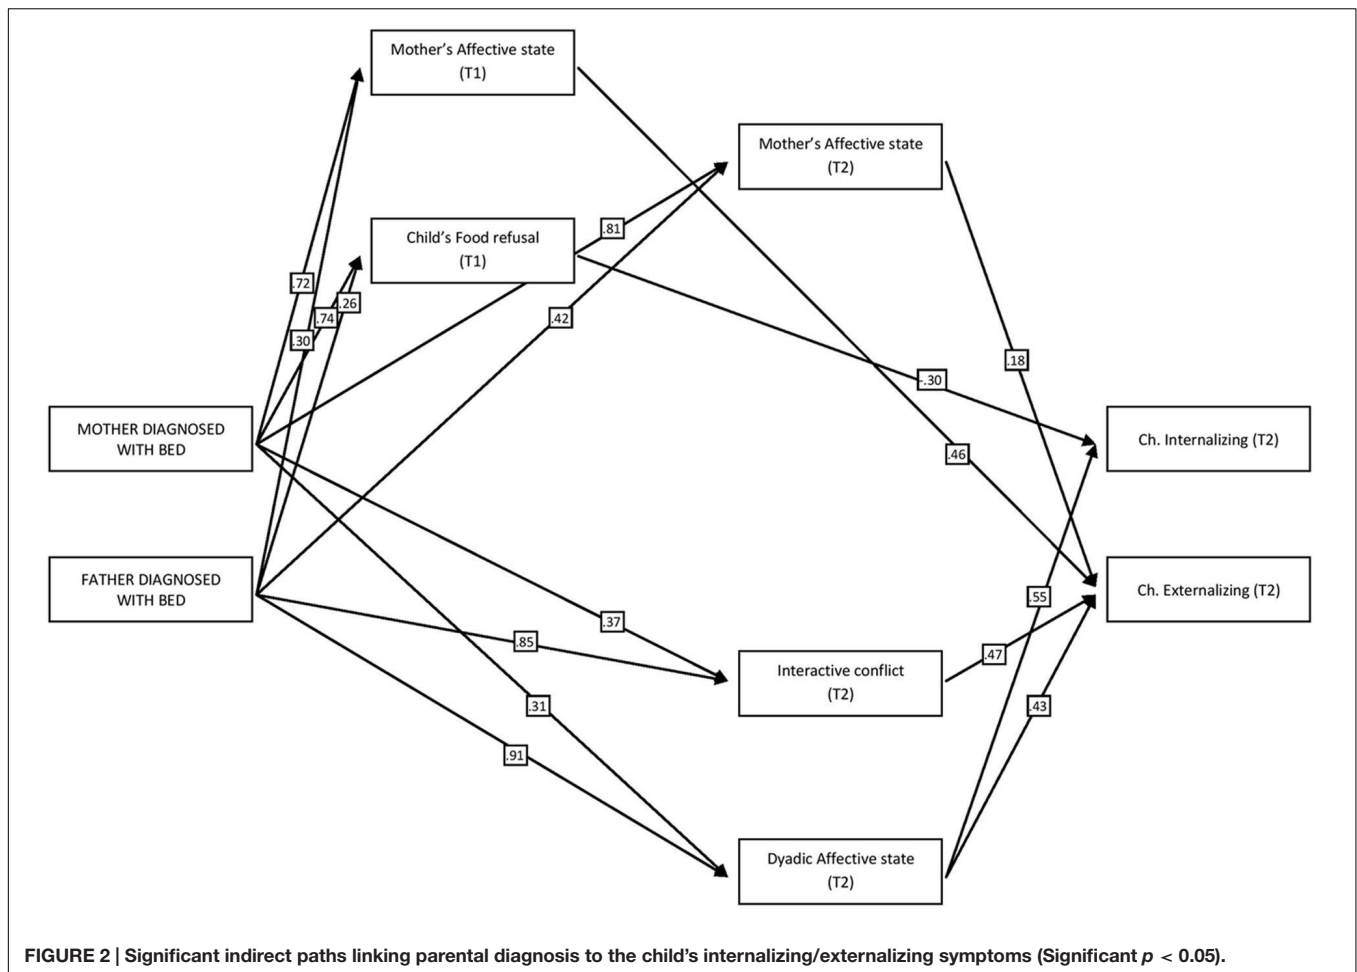 Mother's Affective state
(T1)
Mother's Affective state
(T2)
Child's Food refusal
(T1)
.81
.72
.74
.26
.30
.42
.18
-.30
MOTHER DIAGNOSED
WITH BED
Ch. Internalizing (T2)
.46
FATHER DIAGNOSED
WITH BED
Ch. Externalizing (T2)
.55
.37
.85
.47
Interactive conflict
(T2)
.31
.43
.91
Dyadic Affective state
(T2)
FIGURE 2 | Significant indirect paths linking parental diagnosis to the child's internalizing/externalizing symptoms (Significant p < 0.05).